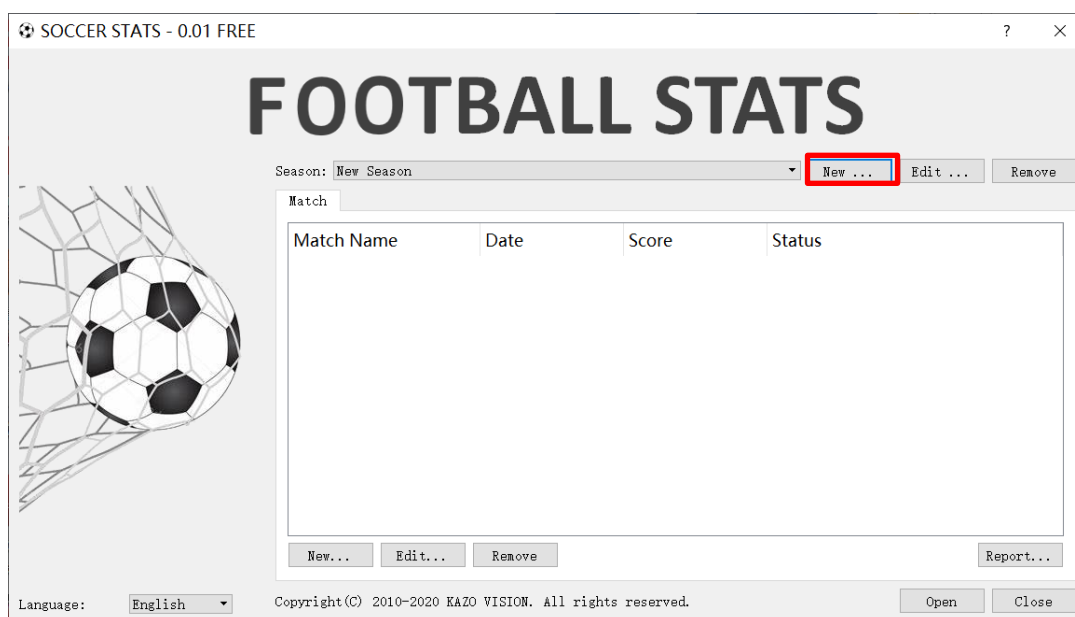 SOCCER STATS - 0.01 FREE ?
FOOTBALL STATS
Season: New Season New ... Edit ... Remove
Match
Match Name Date Score Status
New... Edit... Remove Report...
Language: English Copyright(C) 2010-2020 KAZO VISION. All rights reserved. Open Close